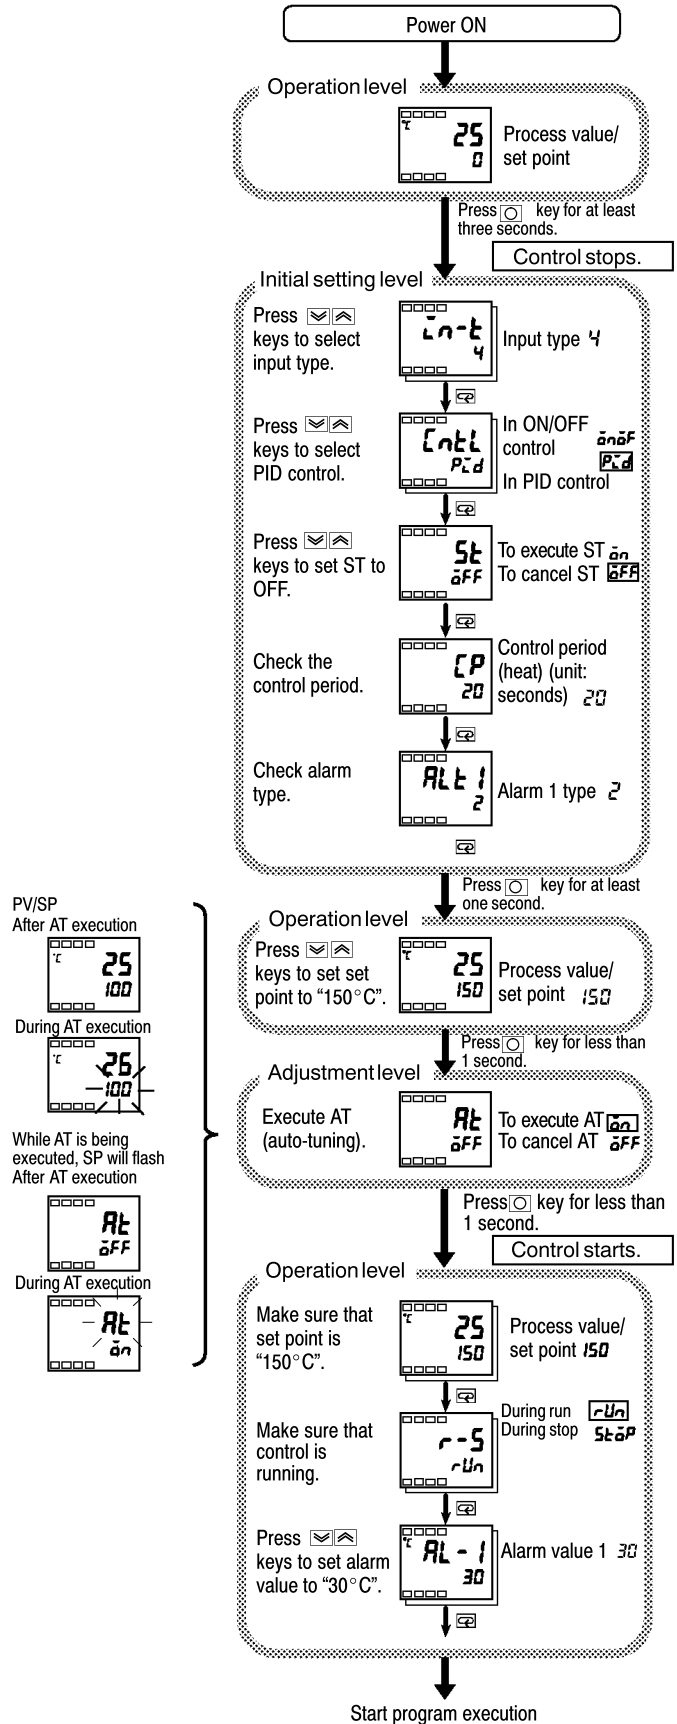 Power ON
Operation level
°C
25
0
Process value/
set point
Press key for at least
three seconds.
Control stops.
Initial setting level
Press
keys to select
input type.
in-t
4
Input type 4
Press
keys to select
PID control.
CntL
Pid
In ON/OFF
control onoF
Pid
In PID control
Press
keys to set ST to
OFF.
St
oFF
To execute ST on
To cancel ST oFF
Check the
control period.
CP
20
Control period
(heat) (unit:
seconds) 20
Check alarm
type.
ALt1
2
Alarm 1 type 2
Press key for at least
one second.
Operation level
Press
keys to set set
point to “150°C”.
°C
25
150
Process value/
set point 150
Press key for less than
1 second.
Adjustment level
Execute AT
(auto-tuning).
At
oFF
To execute AT on
To cancel AT oFF
Press key for less than
1 second.
Control starts.
PV/SP
After AT execution
°C
25
100
During AT execution
°C
26
100
While AT is being
executed, SP will flash
After AT execution
At
oFF
During AT execution
At
on
Operation level
Make sure that
set point is
“150°C”.
°C
25
150
Process value/
set point 150
Make sure that
control is
running.
r-S
rUn
During run rUn
During stop StoP
Press
keys to set alarm
value to “30°C”.
°C
AL-1
30
Alarm value 1 30
Start program execution